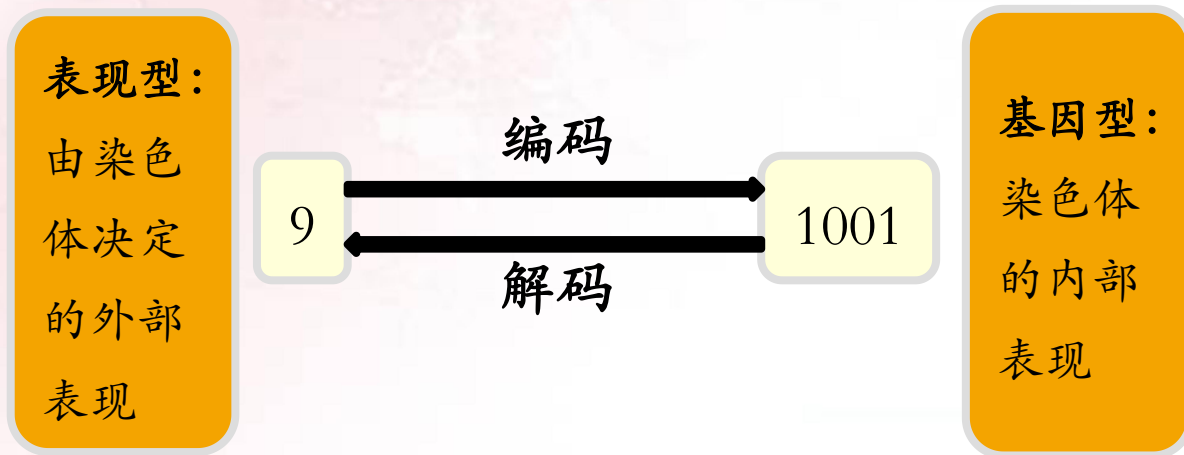 表现型：
由染色
体决定
的外部
表现
编码
9
1001
解码
基因型：
染色体
的内部
表现